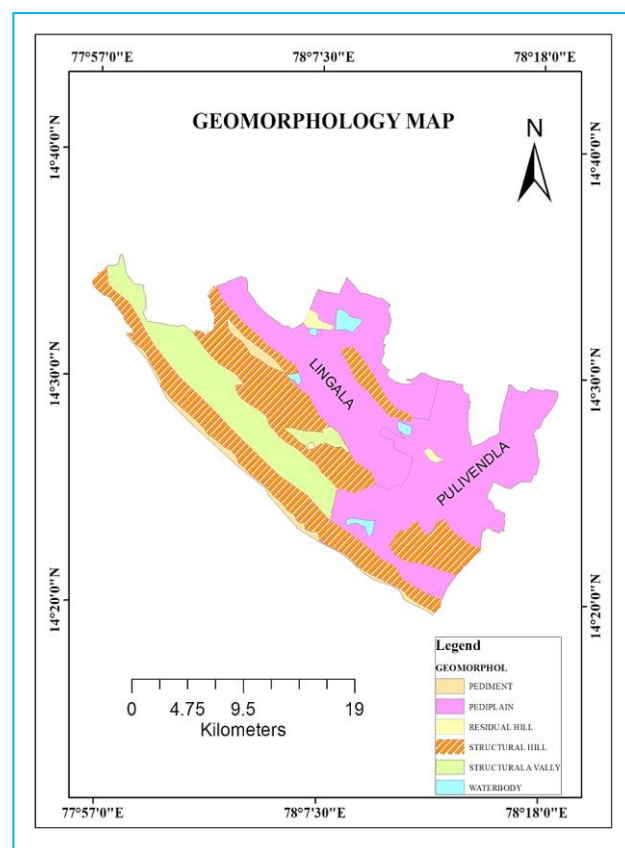 77°57'0"E 78°7'30"E 78°18'0"E
GEOMORPHOLOGY MAP
N
14°40'0"N 14°40'0"N
14°30'0"N 14°30'0"N
LINGALA
PULIVENDLA
14°20'0"N 14°20'0"N
0 4.75 9.5 19
Kilometers
Legend
GEOMORPHOL
PEDIMENT
PEDIPLAIN
RESIDUAL HILL
STRUCTURAL HILL
STRUCTURALA VALLY
WATERBODY
77°57'0"E 78°7'30"E 78°18'0"E